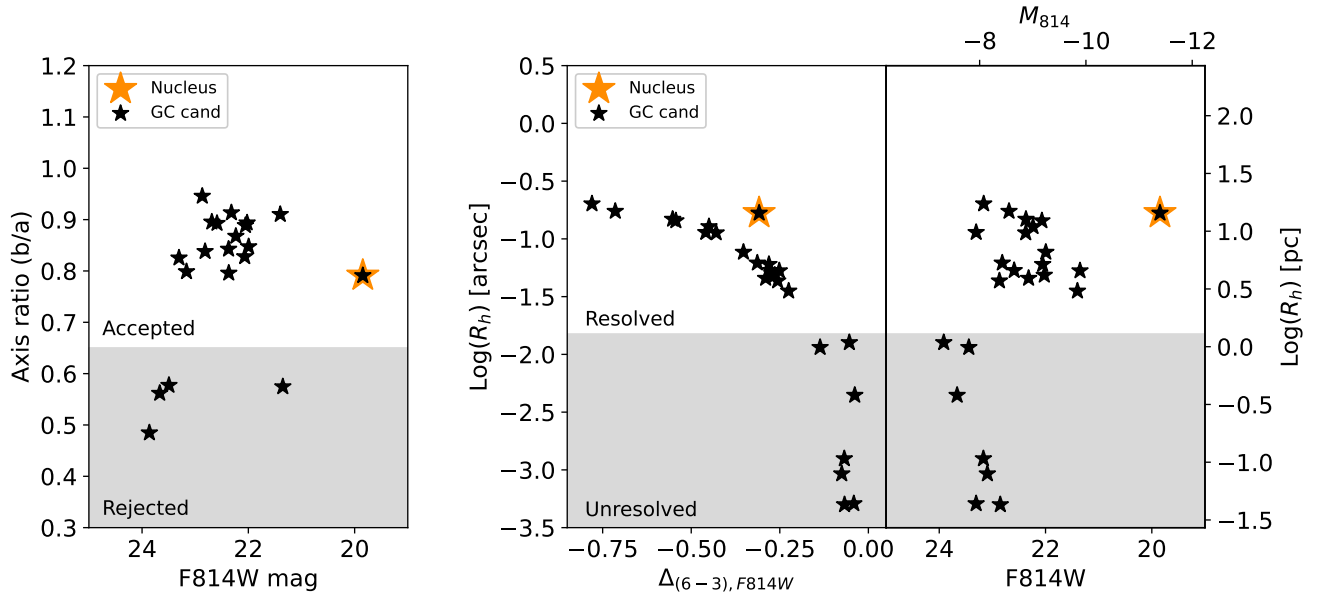 Axis ratio (b/a)
1.2
1.1
1.0
0.9
0.8
0.7
0.6
0.5
0.4
0.3
Nucleus
GC cand
Accepted
Rejected
24 22 20
F814W mag
Log(R_h) [arcsec]
0.5
0.0
−0.5
−1.0
−1.5
−2.0
−2.5
−3.0
−3.5
Nucleus
GC cand
Resolved
Unresolved
−0.75 −0.50 −0.25 0.00
Δ_(6−3), F814W
M_814
−8 −10 −12
24 22 20
F814W
2.0
1.5
1.0
0.5
0.0
−0.5
−1.0
−1.5
Log(R_h) [pc]